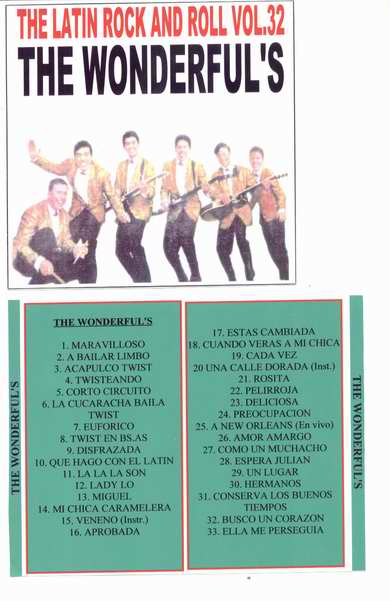 THE LATIN ROCK AND ROLL VOL.32
THE WONDERFUL'S
THE WONDERFUL'S
THE WONDERFUL'S
1. MARAVILLOSO
2. A BAILAR LIMBO
3. ACAPULCO TWIST
4. TWISTEANDO
5. CORTO CIRCUITO
6. LA CUCARACHA BAILA
TWIST
7. EUFORICO
8. TWIST EN BS.AS
9. DISFRAZADA
10. QUE HAGO CON EL LATIN
11. LA LA LA SON
12. LADY LO
13. MIGUEL
14. MI CHICA CARAMELERA
15. VENENO (Instr.)
16. APROBADA
17. ESTAS CAMBIADA
18. CUANDO VERAS A MI CHICA
19. CADA VEZ
20 UNA CALLE DORADA (Inst.)
21. ROSITA
22. PELIRROJA
23. DELICIOSA
24. PREOCUPACION
25. A NEW ORLEANS (En vivo)
26. AMOR AMARGO
27. COMO UN MUCHACHO
28. ESPERA JULIAN
29. UN LUGAR
30. HERMANOS
31. CONSERVA LOS BUENOS
TIEMPOS
32. BUSCO UN CORAZON
33. ELLA ME PERSEGUIA
THE WONDERFUL'S